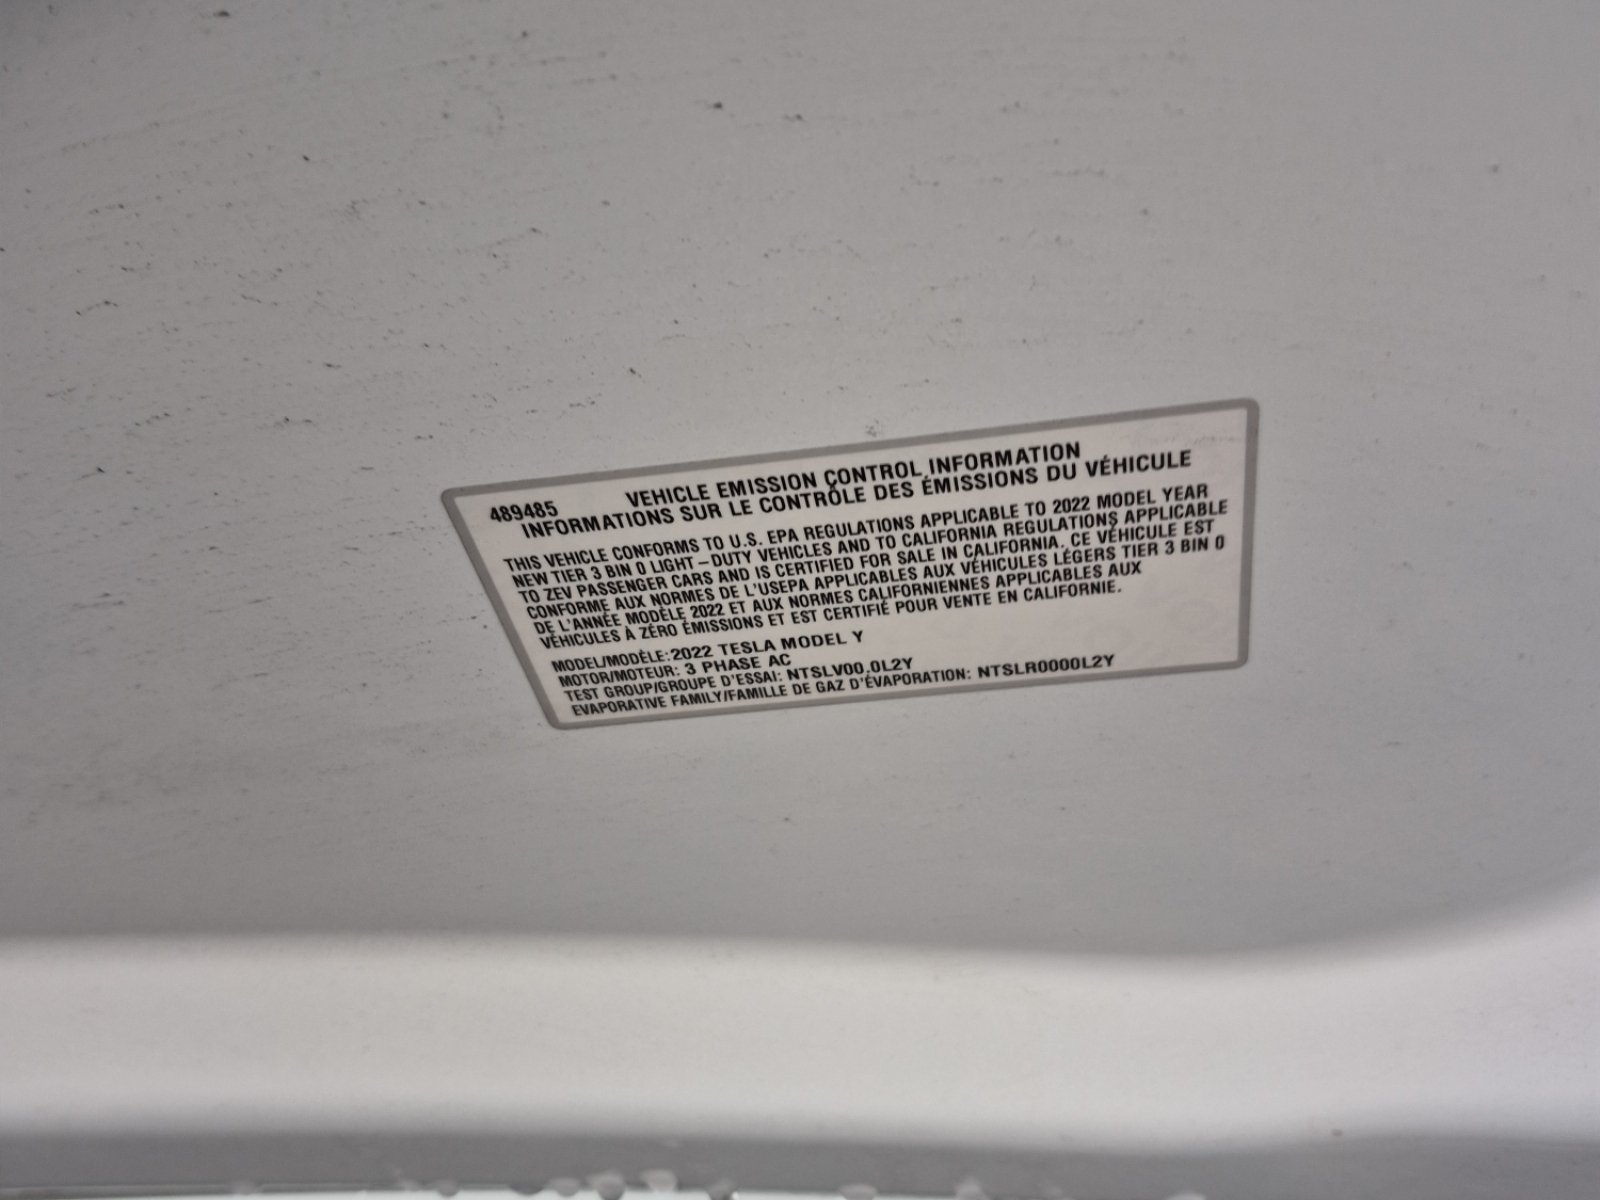 489485
VEHICLE EMISSION CONTROL INFORMATION
INFORMATIONS SUR LE CONTRÔLE DES ÉMISSIONS DU VÉHICULE
THIS VEHICLE CONFORMS TO U.S. EPA REGULATIONS APPLICABLE TO 2022 MODEL YEAR
NEW TIER 3 BIN 0 LIGHT–DUTY VEHICLES AND TO CALIFORNIA REGULATIONS APPLICABLE
TO ZEV PASSENGER CARS AND IS CERTIFIED FOR SALE IN CALIFORNIA. CE VÉHICULE EST
CONFORME AUX NORMES DE L'USEPA APPLICABLES AUX VÉHICULES LÉGERS TIER 3 BIN 0
DE L'ANNÉE MODÈLE 2022 ET AUX NORMES CALIFORNIENNES APPLICABLES AUX
VÉHICULES À ZÉRO ÉMISSIONS ET EST CERTIFIÉ POUR VENTE EN CALIFORNIE.
MODEL/MODÈLE:2022 TESLA MODEL Y
MOTOR/MOTEUR: 3 PHASE AC
TEST GROUP/GROUPE D'ESSAI: NTSLV00.0L2Y
EVAPORATIVE FAMILY/FAMILLE DE GAZ D'ÉVAPORATION: NTSLR0000L2Y